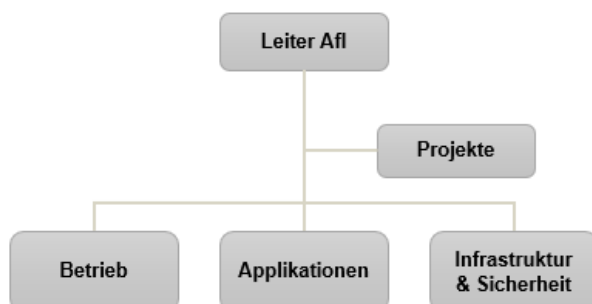 Leiter AfI
Projekte
Betrieb
Applikationen
Infrastruktur
& Sicherheit